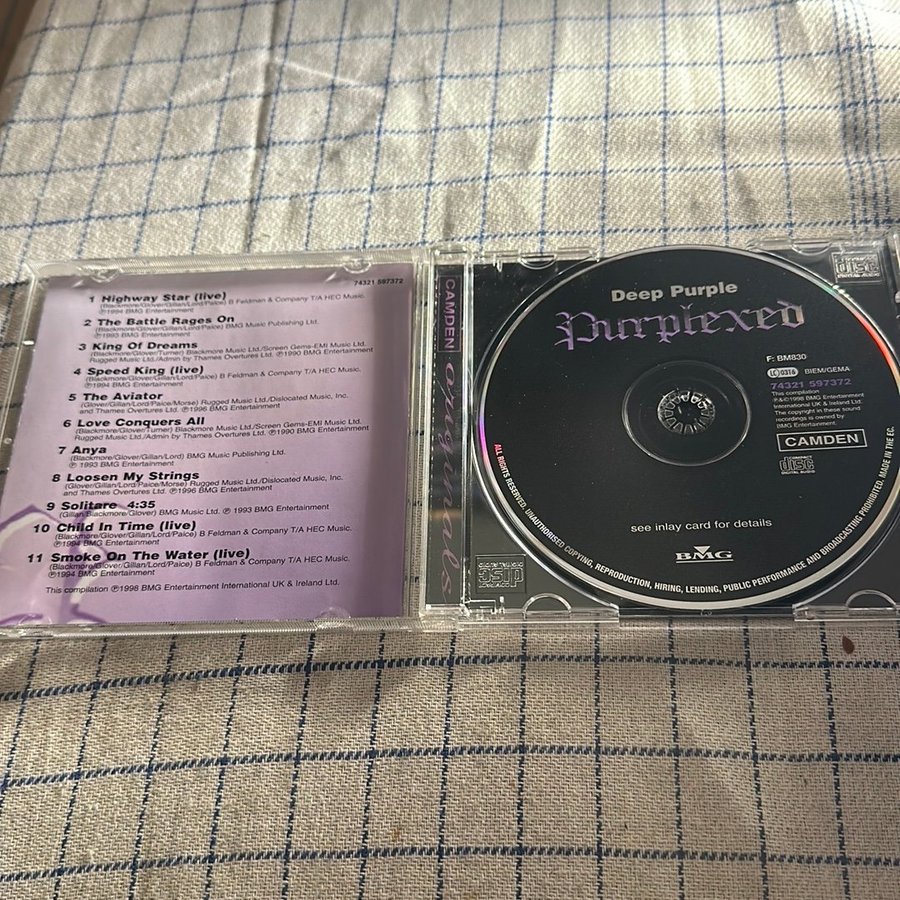 74321 597372
1 Highway Star (live)
(Blackmore/Glover/Gillan/Lord/Paice) B Feldman & Company T/A HEC Music.
℗1994 BMG Entertainment
2 The Battle Rages On
(Blackmore/Glover/Gillan/Lord/Paice) BMG Music Publishing Ltd.
℗1993 BMG Entertainment
3 King Of Dreams
(Blackmore/Glover/Turner) Blackmore Music Ltd./Screen Gems-EMI Music Ltd.
Rugged Music Ltd./Admin by Thames Overtures Ltd. ℗1990 BMG Entertainment
4 Speed King (live)
(Blackmore/Glover/Gillan/Lord/Paice) B Feldman & Company T/A HEC Music.
℗1994 BMG Entertainment
5 The Aviator
(Glover/Gillan/Lord/Paice/Morse) Rugged Music Ltd./Dislocated Music, Inc.
and Thames Overtures Ltd. ℗1996 BMG Entertainment
6 Love Conquers All
(Blackmore/Glover/Turner) Blackmore Music Ltd./Screen Gems-EMI Music Ltd.
Rugged Music Ltd./Admin by Thames Overtures Ltd. ℗1990 BMG Entertainment
7 Anya
(Blackmore/Glover/Gillan/Lord) BMG Music Publishing Ltd.
℗ 1993 BMG Entertainment
8 Loosen My Strings
(Glover/Gillan/Lord/Paice/Morse) Rugged Music Ltd./Dislocated Music, Inc.
and Thames Overtures Ltd. ℗1996 BMG Entertainment
9 Solitare 4:35
(Gillan/Blackmore/Glover) BMG Music Ltd. ℗ 1993 BMG Entertainment
10 Child In Time (live)
(Blackmore/Glover/Gillan/Lord/Paice) B Feldman & Company T/A HEC Music.
℗1994 BMG Entertainment
11 Smoke On The Water (live)
(Blackmore/Glover/Gillan/Lord/Paice) B Feldman & Company T/A HEC Music.
℗1994 BMG Entertainment
This compilation ℗1998 BMG Entertainment International UK & Ireland Ltd.
CAMDEN originals
Deep Purple
Purplexed
F: BM830
LC 0316 BIEM/GEMA
74321 597372
This compilation
℗&©1998 BMG Entertainment
International UK & Ireland Ltd.
The copyright in these sound
recordings is owned by
BMG Entertainment.
CAMDEN
COMPACT
disc
DIGITAL AUDIO
see inlay card for details
BMG
ALL RIGHTS RESERVED. UNAUTHORISED COPYING, REPRODUCTION, HIRING, LENDING, PUBLIC PERFORMANCE AND BROADCASTING PROHIBITED. MADE IN THE EC.
COMPACT
disc
DIGITAL AUDIO
disc